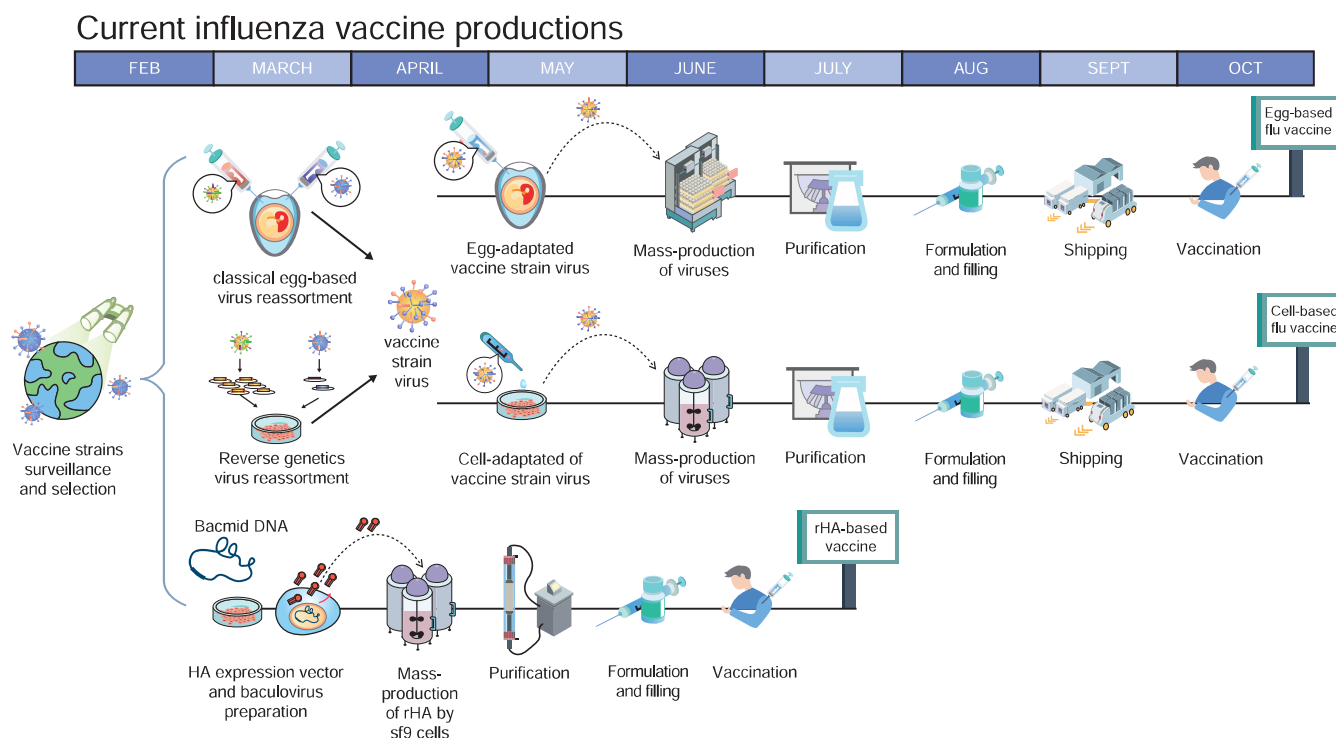 Current influenza vaccine productions
FEB
MARCH
APRIL
MAY
JUNE
JULY
AUG
SEPT
OCT
Egg-based
flu vaccine
classical egg-based
virus reassortment
Egg-adaptated
vaccine strain virus
Mass-production
of viruses
Purification
Formulation
and filling
Shipping
Vaccination
vaccine
strain
virus
Cell-based
flu vaccine
Vaccine strains
surveillance
and selection
Reverse genetics
virus reassortment
Cell-adaptated of
vaccine strain virus
Mass-production
of viruses
Purification
Formulation
and filling
Shipping
Vaccination
Bacmid DNA
rHA-based
vaccine
HA expression vector
and baculovirus
preparation
Mass-
production
of rHA by
sf9 cells
Purification
Formulation
and filling
Vaccination